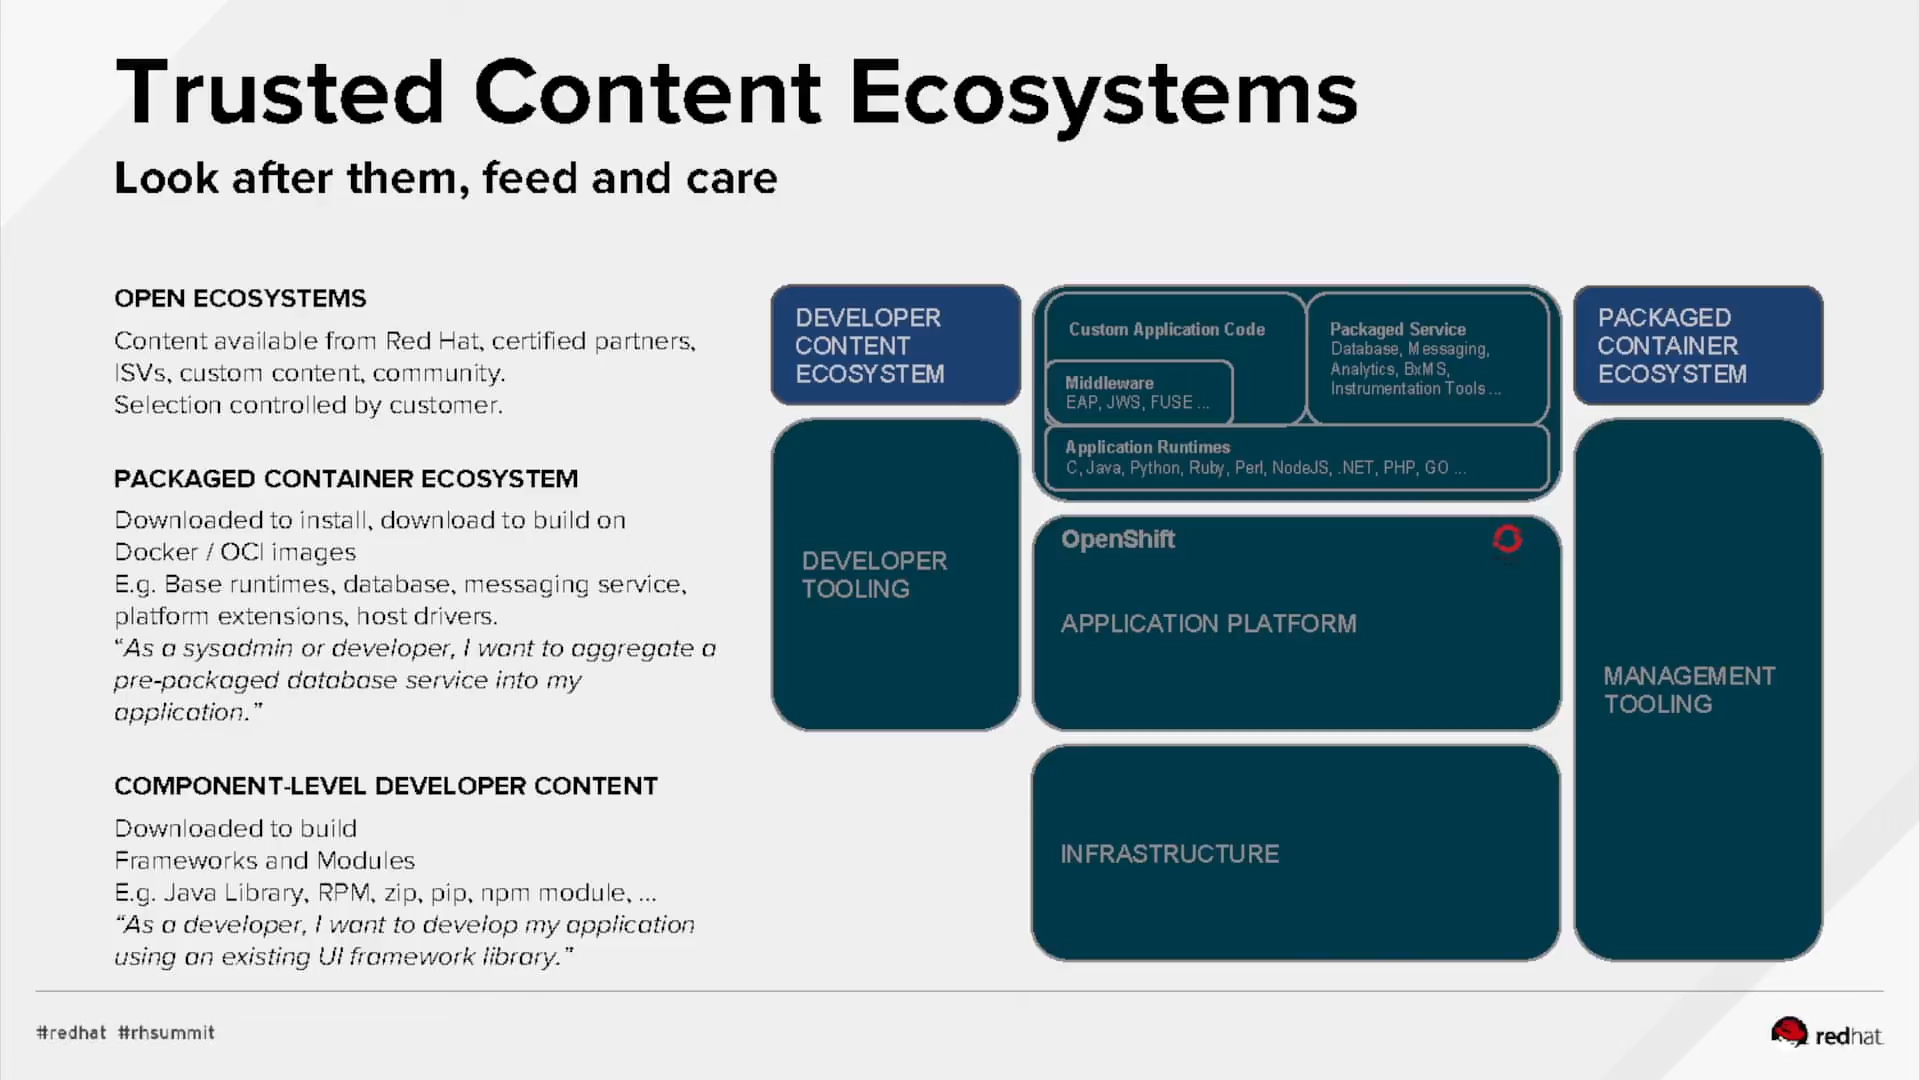 Trusted Content Ecosystems
Look after them, feed and care
OPEN ECOSYSTEMS
Content available from Red Hat, certified partners,
ISVs, custom content, community.
Selection controlled by customer.
PACKAGED CONTAINER ECOSYSTEM
Downloaded to install, download to build on
Docker / OCI images
E.g. Base runtimes, database, messaging service,
platform extensions, host drivers.
“As a sysadmin or developer, I want to aggregate a
pre-packaged database service into my
application.”
COMPONENT-LEVEL DEVELOPER CONTENT
Downloaded to build
Frameworks and Modules
E.g. Java Library, RPM, zip, pip, npm module, ...
“As a developer, I want to develop my application
using an existing UI framework library.”
DEVELOPER
CONTENT
ECOSYSTEM
DEVELOPER
TOOLING
Custom Application Code
Middleware
EAP, JWS, FUSE ...
Packaged Service
Database, Messaging,
Analytics, BxMS,
Instrumentation Tools ...
Application Runtimes
C, Java, Python, Ruby, Perl, NodeJS, .NET, PHP, GO ...
OpenShift
APPLICATION PLATFORM
INFRASTRUCTURE
PACKAGED
CONTAINER
ECOSYSTEM
MANAGEMENT
TOOLING
#redhat #rhsummit
redhat